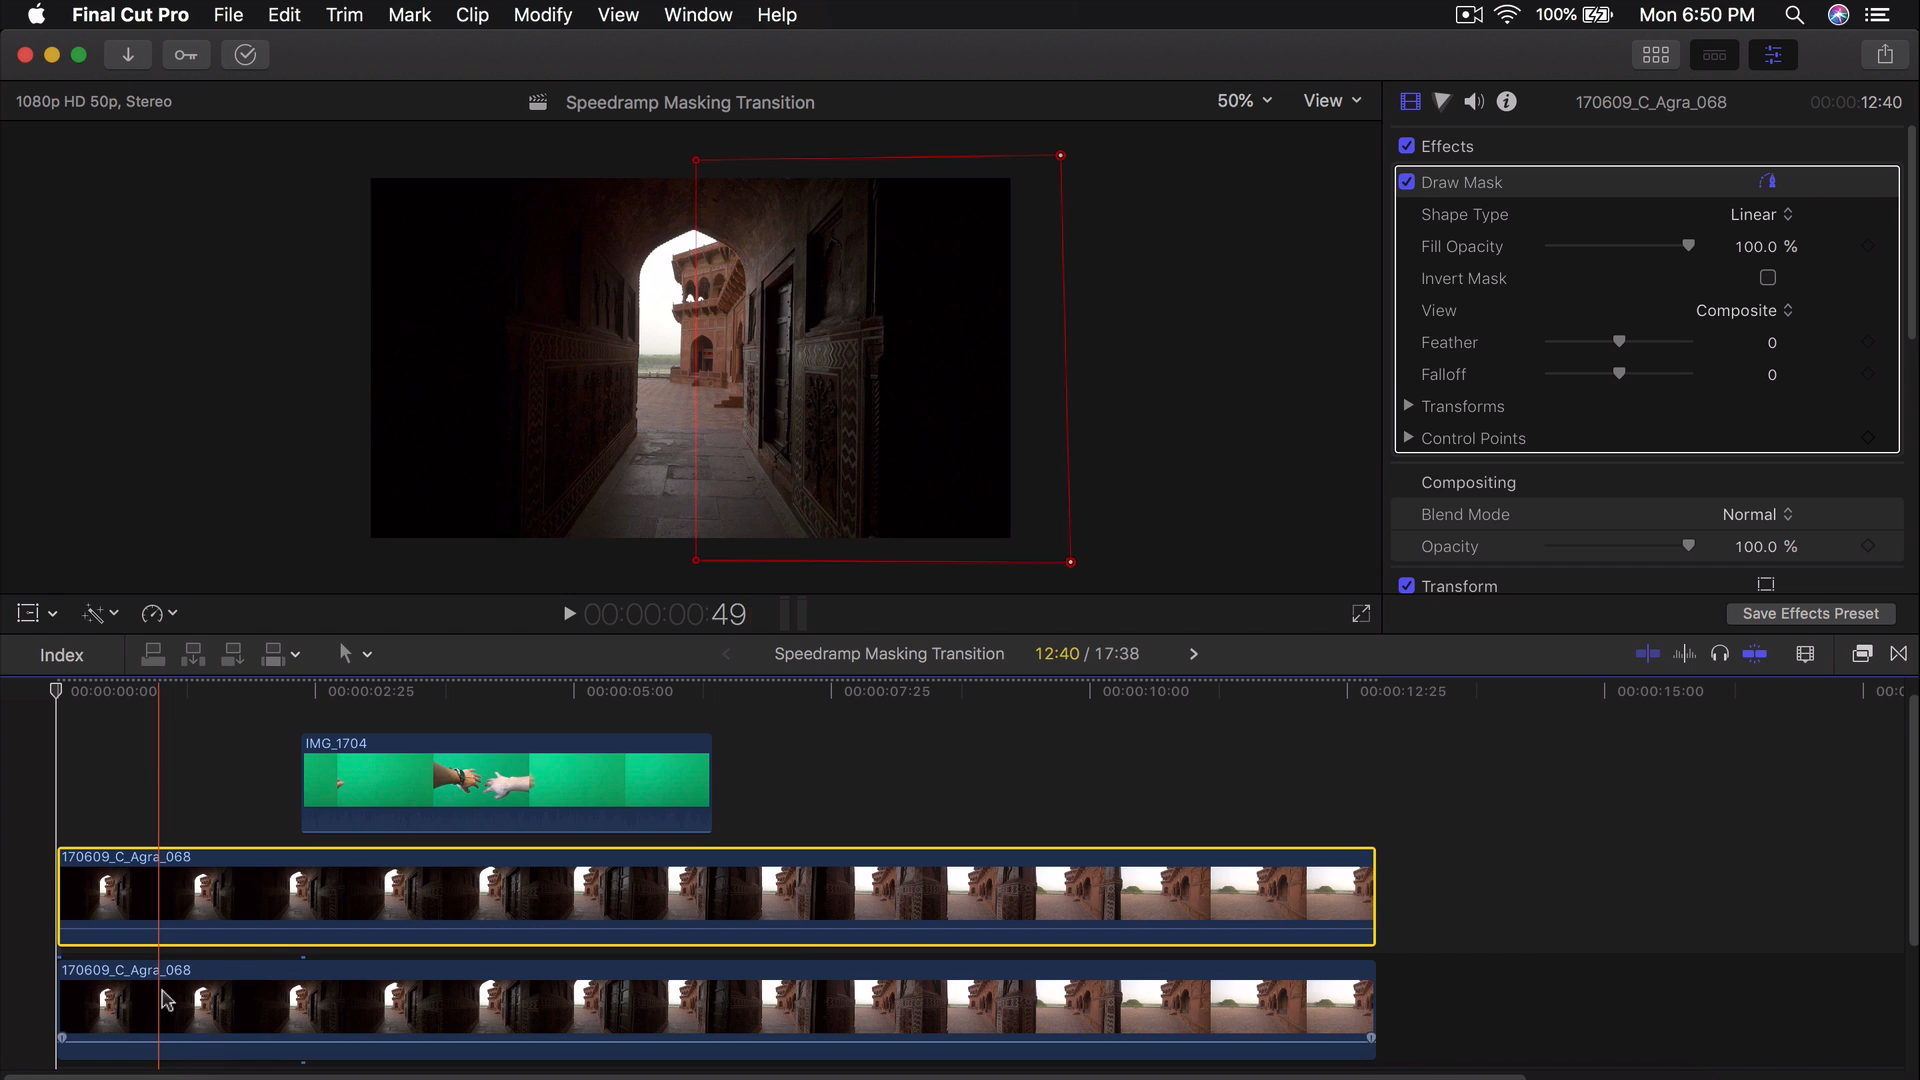 Final Cut Pro File Edit Trim Mark Clip Modify View Window Help 100% Mon 6:50 PM
1080p HD 50p, Stereo Speedramp Masking Transition 50% View 170609_C_Agra_068 00:00:12:40
Effects
Draw Mask
Shape Type Linear
Fill Opacity 100.0 %
Invert Mask
View Composite
Feather 0
Falloff 0
Transforms
Control Points
Compositing
Blend Mode Normal
Opacity 100.0 %
Transform
00:00:00:49 Save Effects Preset
Index Speedramp Masking Transition 12:40 / 17:38
00:00:00:00 00:00:02:25 00:00:05:00 00:00:07:25 00:00:10:00 00:00:12:25 00:00:15:00
IMG_1704
170609_C_Agra_068
170609_C_Agra_068